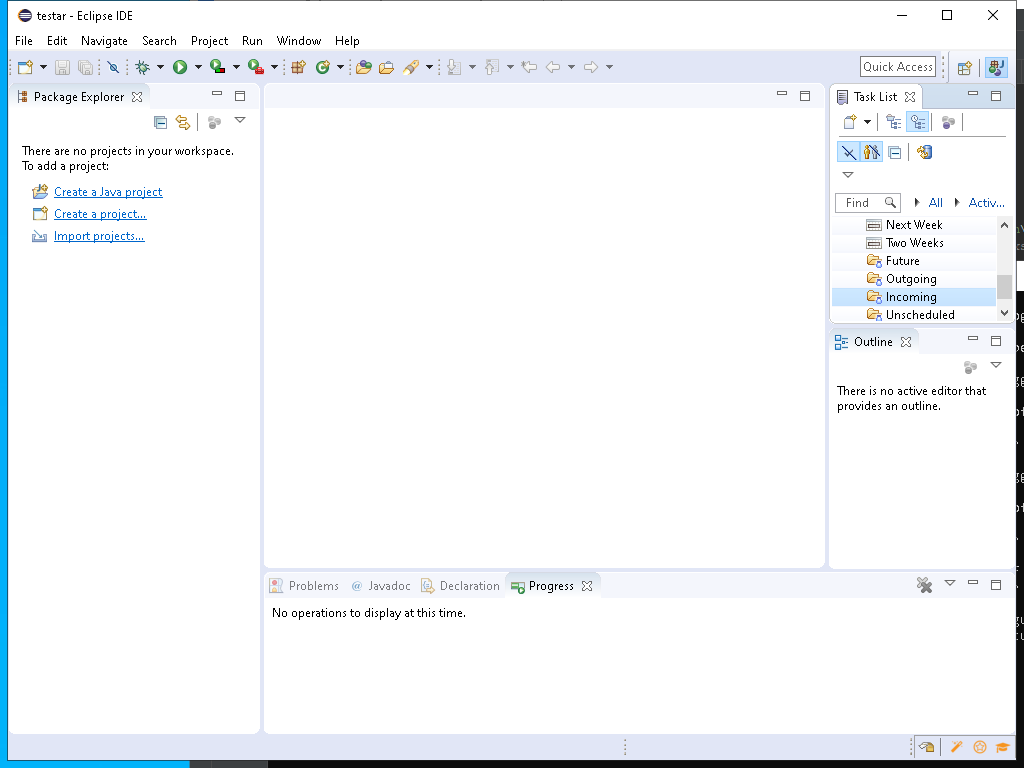 testar - Eclipse IDE
File Edit Navigate Search Project Run Window Help
Quick Access
Package Explorer
There are no projects in your workspace.
To add a project:
Create a Java project
Create a project...
Import projects...
Task List
Find
All
Activ...
Next Week
Two Weeks
Future
Outgoing
Incoming
Unscheduled
Outline
There is no active editor that
provides an outline.
Problems @ Javadoc Declaration Progress
No operations to display at this time.